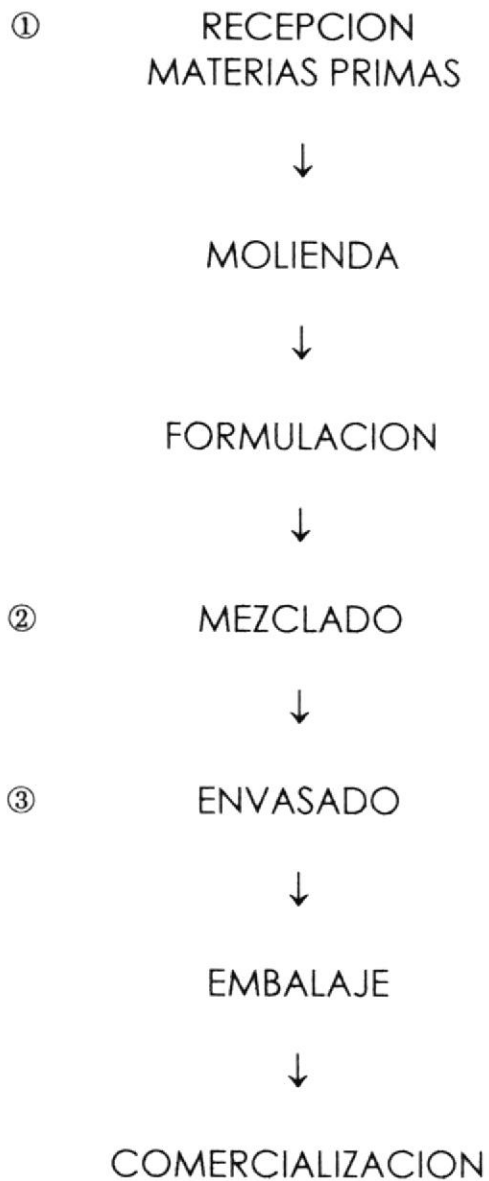 ① RECEPCION
MATERIAS PRIMAS
↓
MOLIENDA
↓
FORMULACION
↓
② MEZCLADO
↓
③ ENVASADO
↓
EMBALAJE
↓
COMERCIALIZACION